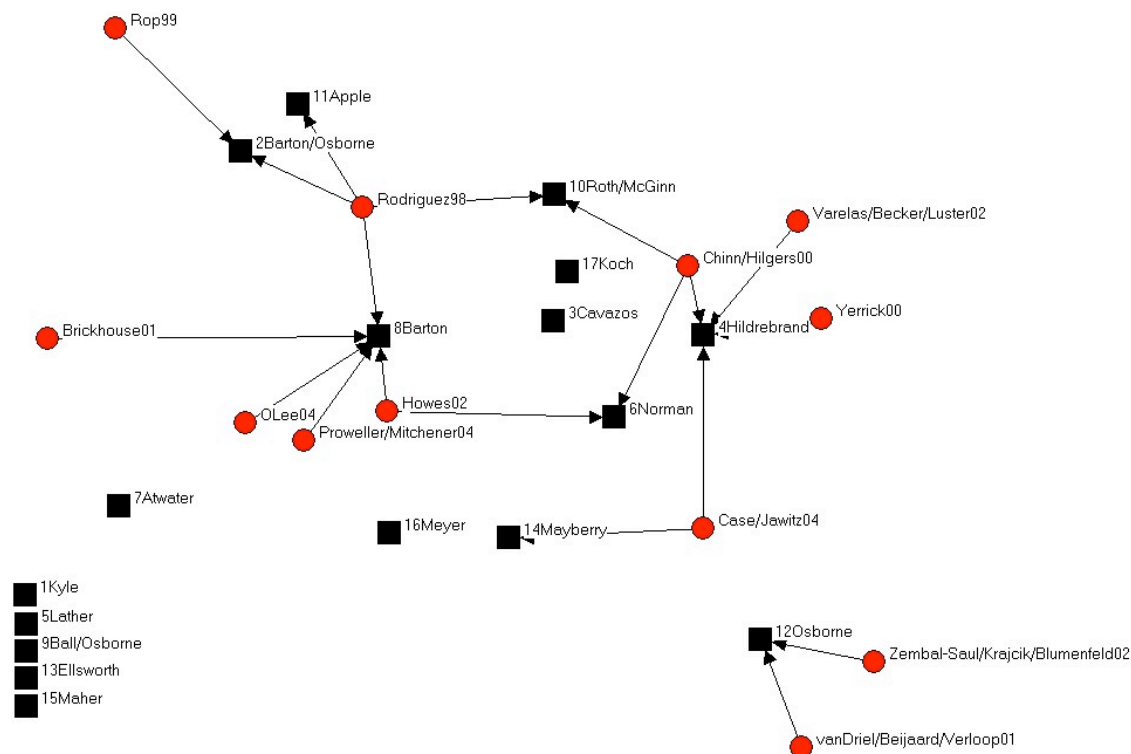 Rop99
11Apple
2Barton/Osborne
10Roth/McGinn
Rodriguez98
Varelas/Becker/Luster02
Chinn/Hilgers00
17Koch
3Cavazos
Yerrick00
4Hildrebrand
Brickhouse01
8Barton
Howes02
6Norman
OLee04
Proweller/Mitchener04
7Atwater
16Meyer
14Mayberry
Case/Jawitz04
1Kyle
5Lather
9Ball/Osborne
13Ellsworth
15Maher
12Osborne
Zembal-Saul/Krajcik/Blumenfeld02
vanDriel/Beijaard/Verloop01